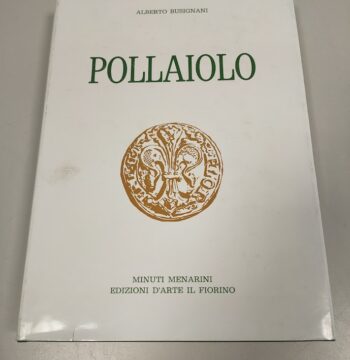 ALBERTO BUSIGNANI
POLLAIOLO
MINUTI MENARINI
EDIZIONI D'ARTE IL FIORINO